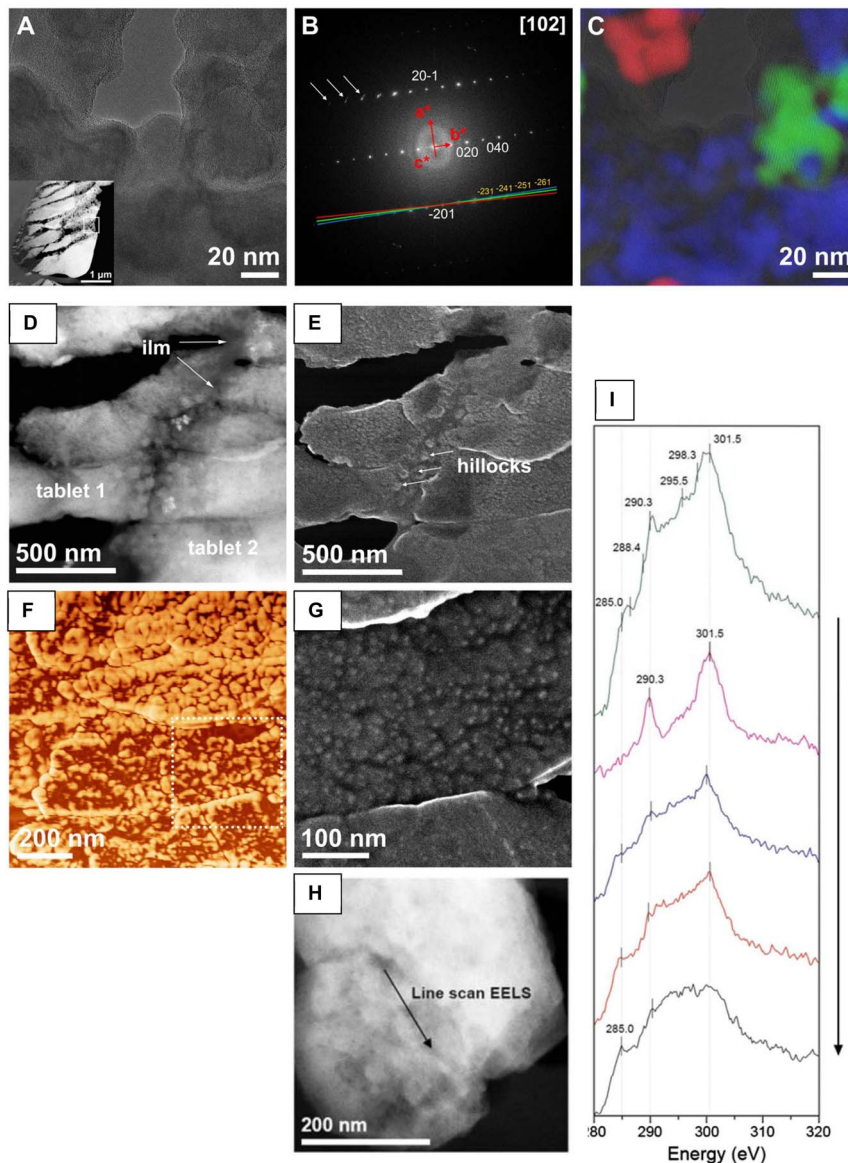 A
20 nm
1 µm
B
[102]
20-1
a*
b*
c*
020
040
-231
-241
-251
-261
-201
C
20 nm
D
ilm
tablet 1
tablet 2
500 nm
E
hillocks
500 nm
F
200 nm
G
100 nm
H
Line scan EELS
200 nm
I
301.5
298.3
295.5
290.3
288.4
285.0
301.5
290.3
285.0
280
290
300
310
320
Energy (eV)